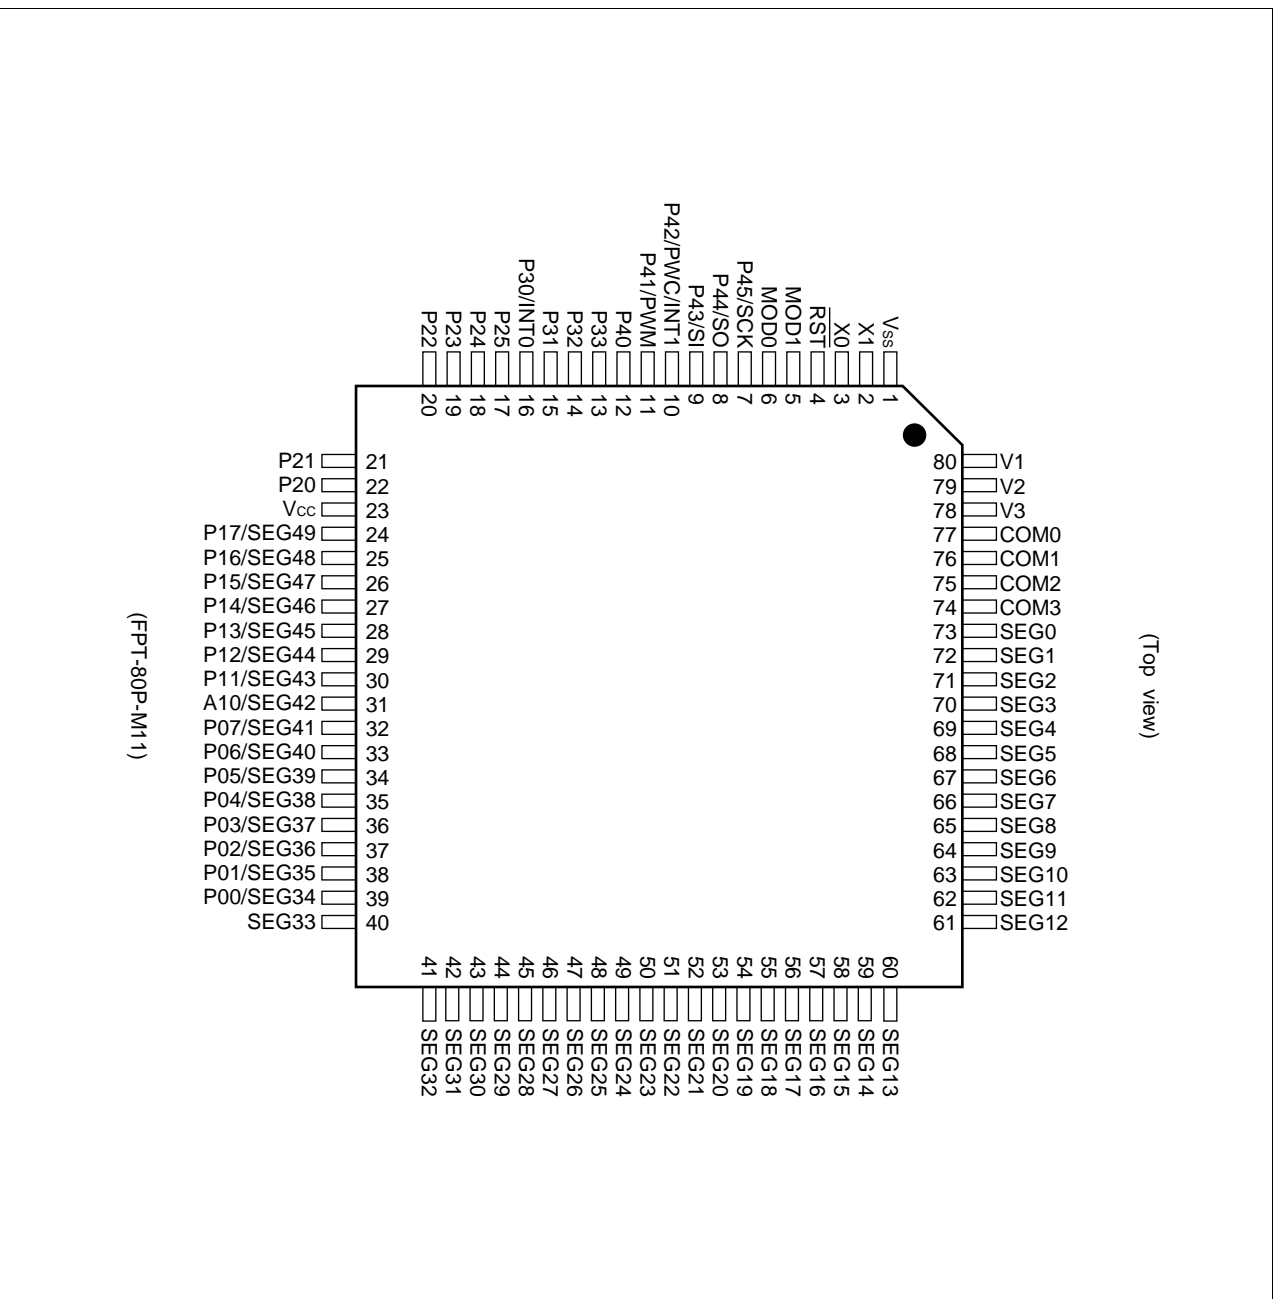 P22
P23
P24
P25
P30/INT0
P31
P32
P33
P40
P41/PWM
P42/PWC/INT1
P43/SI
P44/SO
P45/SCK
MOD0
MOD1
RST
X0
X1
Vss
20
19
18
17
16
15
14
13
12
11
10
9
8
7
6
5
4
3
2
1
P21 21
P20 22
Vcc 23
P17/SEG49 24
P16/SEG48 25
P15/SEG47 26
P14/SEG46 27
P13/SEG45 28
P12/SEG44 29
P11/SEG43 30
A10/SEG42 31
P07/SEG41 32
P06/SEG40 33
P05/SEG39 34
P04/SEG38 35
P03/SEG37 36
P02/SEG36 37
P01/SEG35 38
P00/SEG34 39
SEG33 40
80 V1
79 V2
78 V3
77 COM0
76 COM1
75 COM2
74 COM3
73 SEG0
72 SEG1
71 SEG2
70 SEG3
69 SEG4
68 SEG5
67 SEG6
66 SEG7
65 SEG8
64 SEG9
63 SEG10
62 SEG11
61 SEG12
41
42
43
44
45
46
47
48
49
50
51
52
53
54
55
56
57
58
59
60
SEG32
SEG31
SEG30
SEG29
SEG28
SEG27
SEG26
SEG25
SEG24
SEG23
SEG22
SEG21
SEG20
SEG19
SEG18
SEG17
SEG16
SEG15
SEG14
SEG13
(FPT-80P-M11)
(Top view)